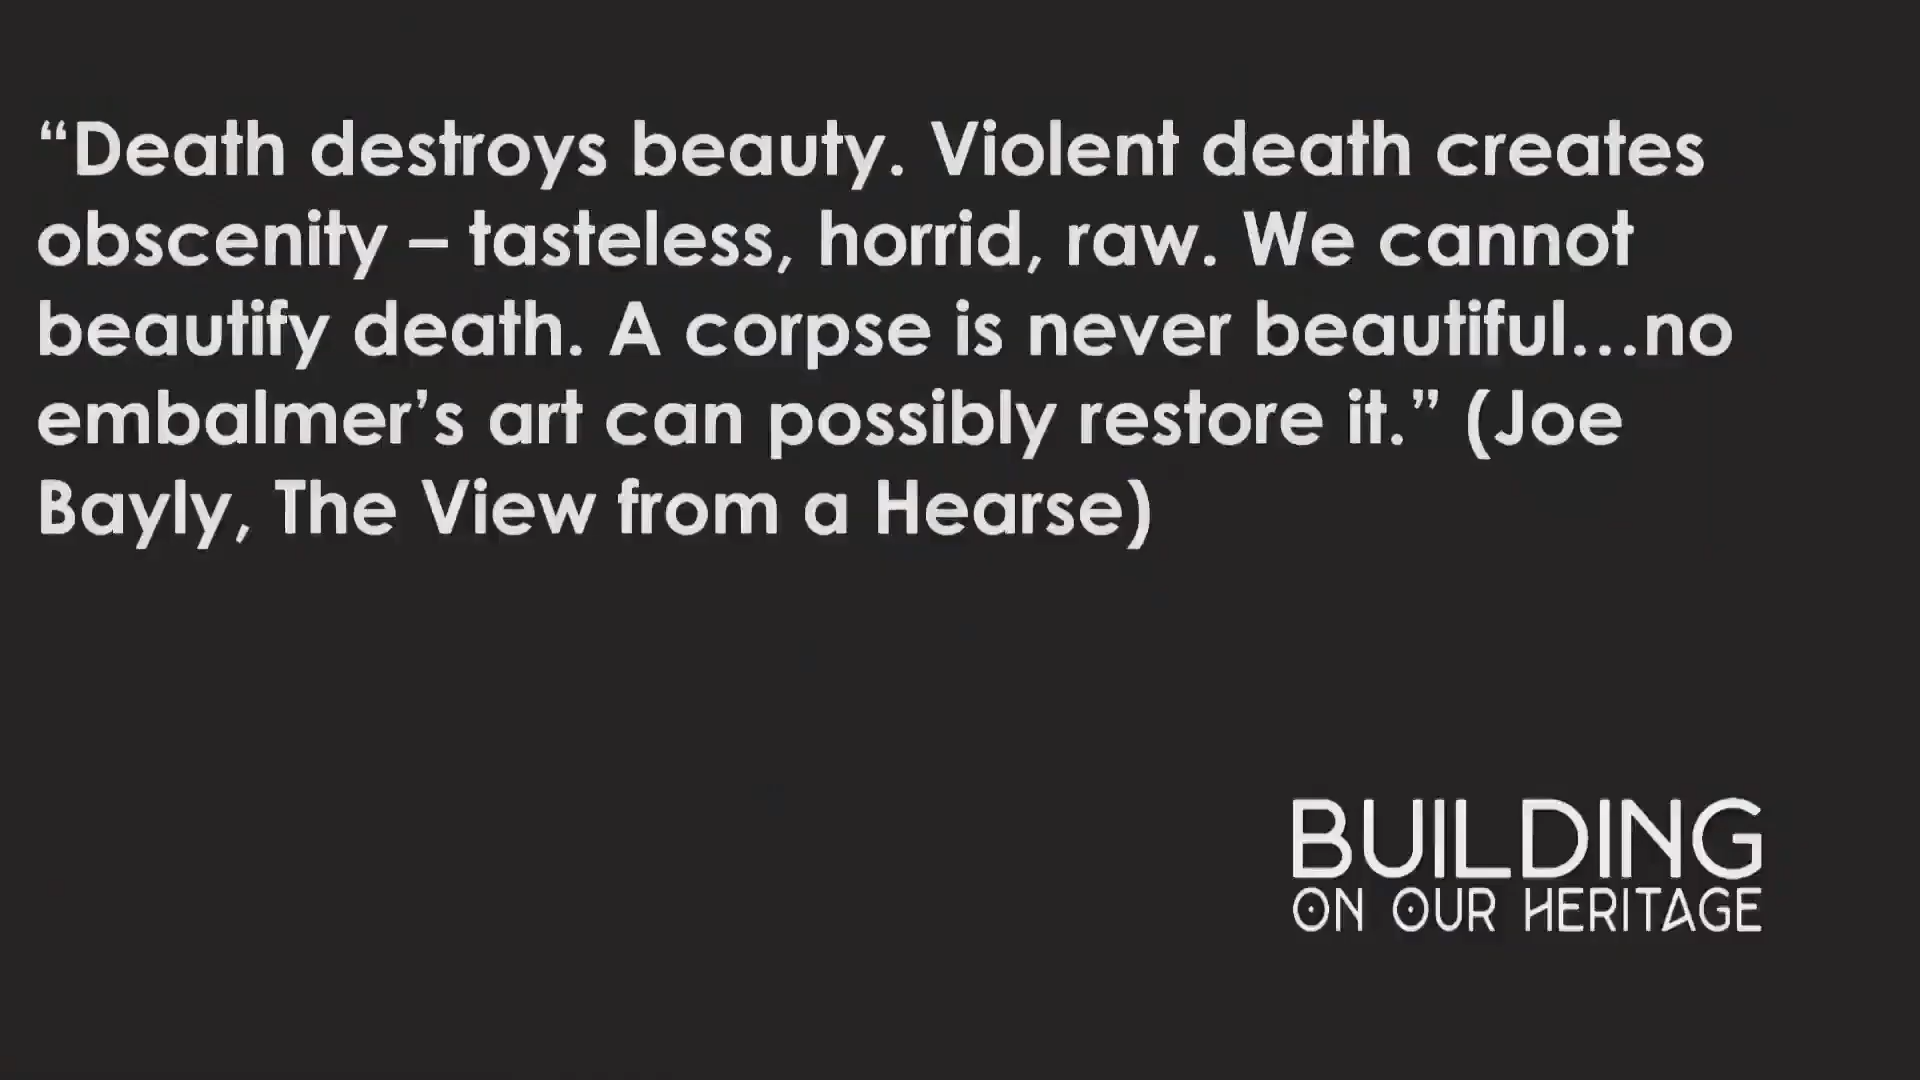 “Death destroys beauty. Violent death creates
obscenity – tasteless, horrid, raw. We cannot
beautify death. A corpse is never beautiful…no
embalmer’s art can possibly restore it.” (Joe
Bayly, The View from a Hearse)
BUILDING
ON OUR HERITAGE